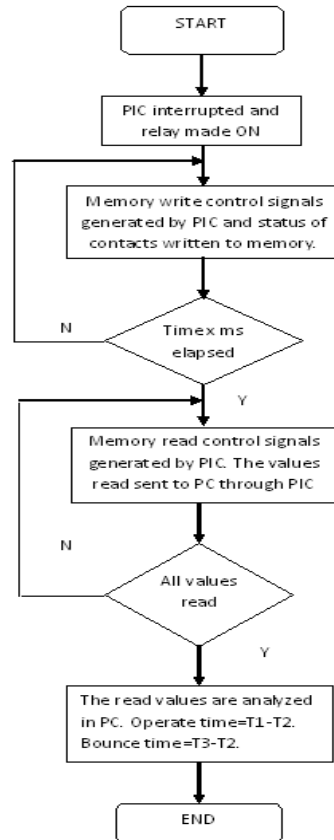 START
PIC interrupted and
relay made ON
Memory write control signals
generated by PIC and status of
contacts written to memory.
N
Timex ms
elapsed
Y
Memory read control signals
generated by PIC. The values
read sent to PC through PIC
N
All values
read
Y
The read values are analyzed
in PC. Operate time=T1-T2.
Bounce time=T3-T2.
END